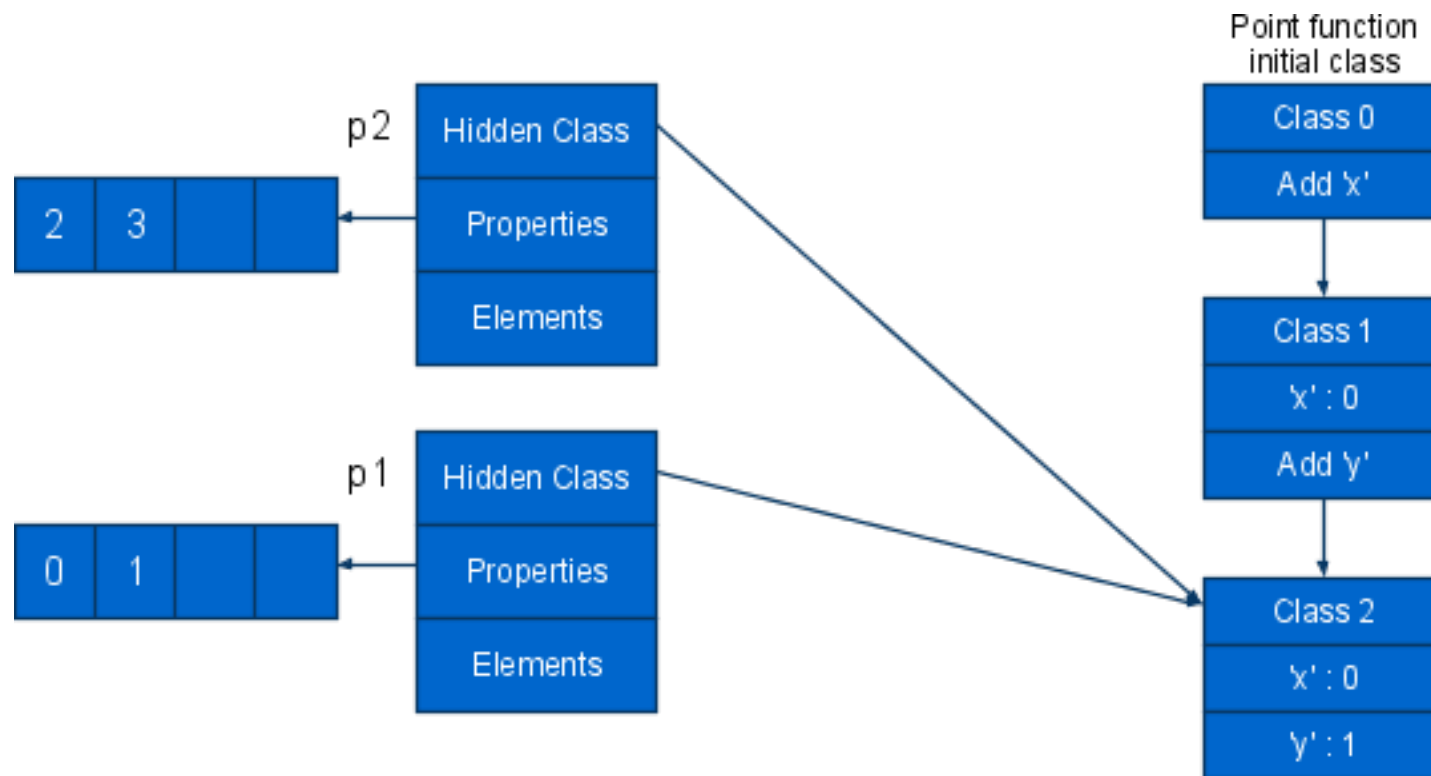 Point function
initial class
p2
Hidden Class
Properties
Elements
2 3
p1
Hidden Class
Properties
Elements
0 1
Class 0
Add 'x'
Class 1
'x' : 0
Add 'y'
Class 2
'x' : 0
'y' : 1